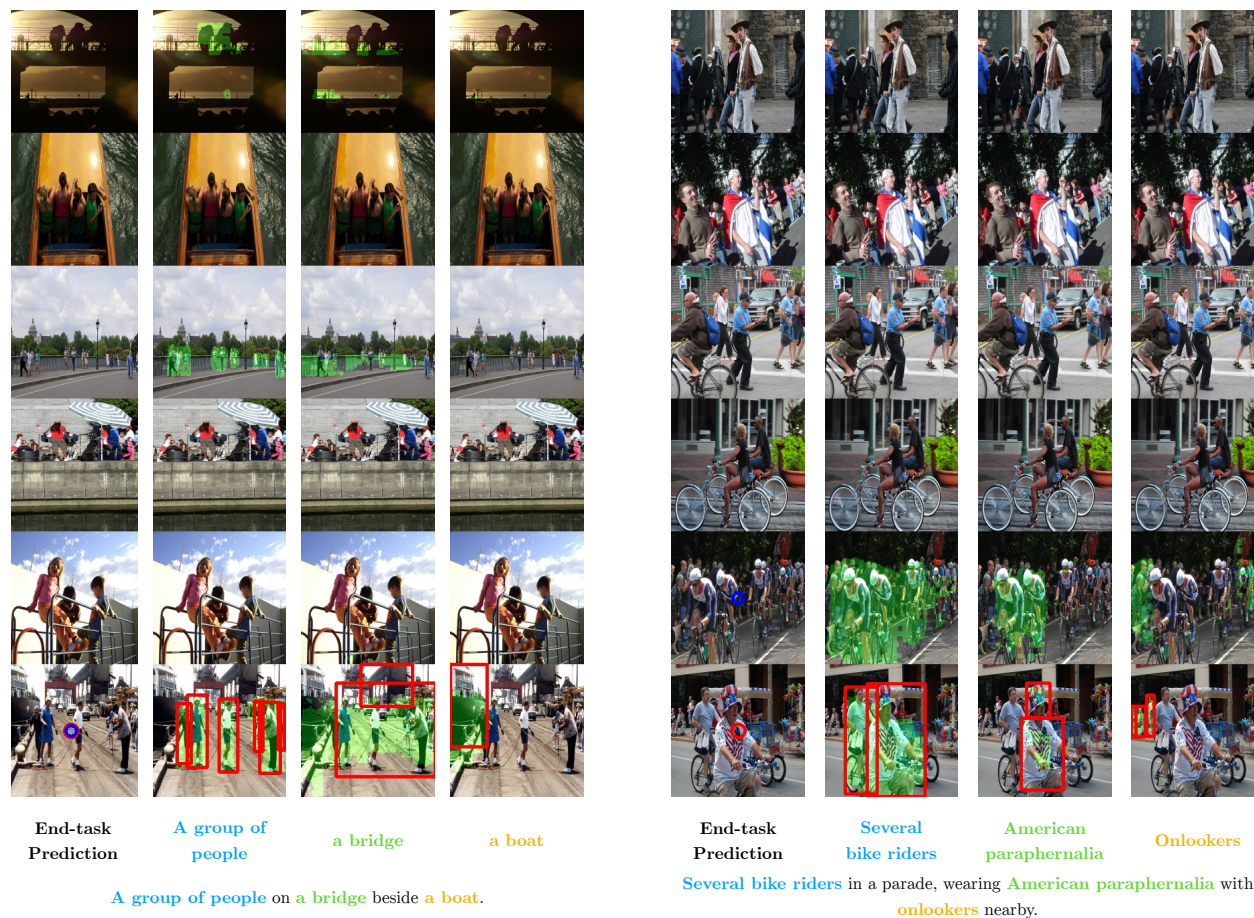 End-task
Prediction
A group of
people
a bridge
a boat
A group of people on a bridge beside a boat.
End-task
Prediction
Several
bike riders
American
paraphernalia
Onlookers
Several bike riders in a parade, wearing American paraphernalia with
onlookers nearby.